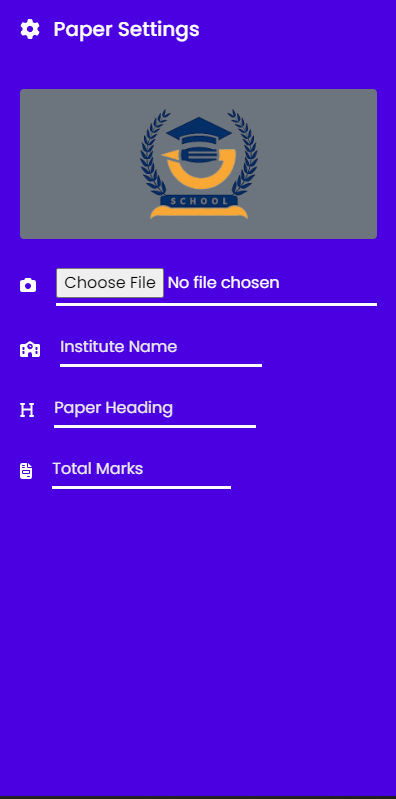 Paper Settings
SCHOOL
Choose File No file chosen
Institute Name
Paper Heading
Total Marks